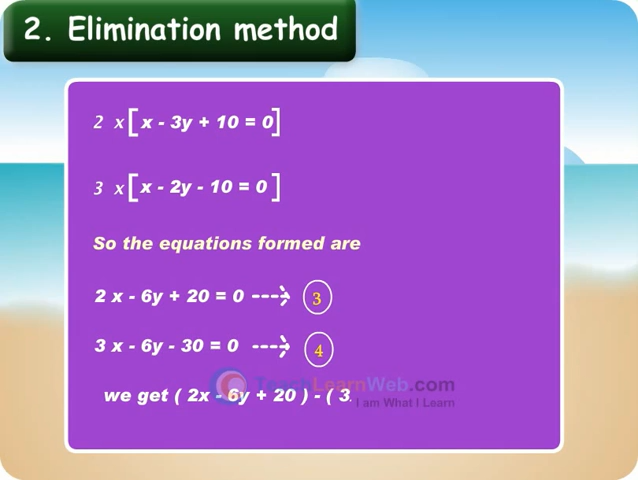 2. Elimination method
2 x [ x - 3y + 10 = 0 ]
3 x [ x - 2y - 10 = 0 ]
So the equations formed are
2 x - 6y + 20 = 0 ---> 3
3 x - 6y - 30 = 0 ---> 4
TeachLearnWeb.com
we get ( 2x - 6y + 20 ) - ( 3
I am What I Learn